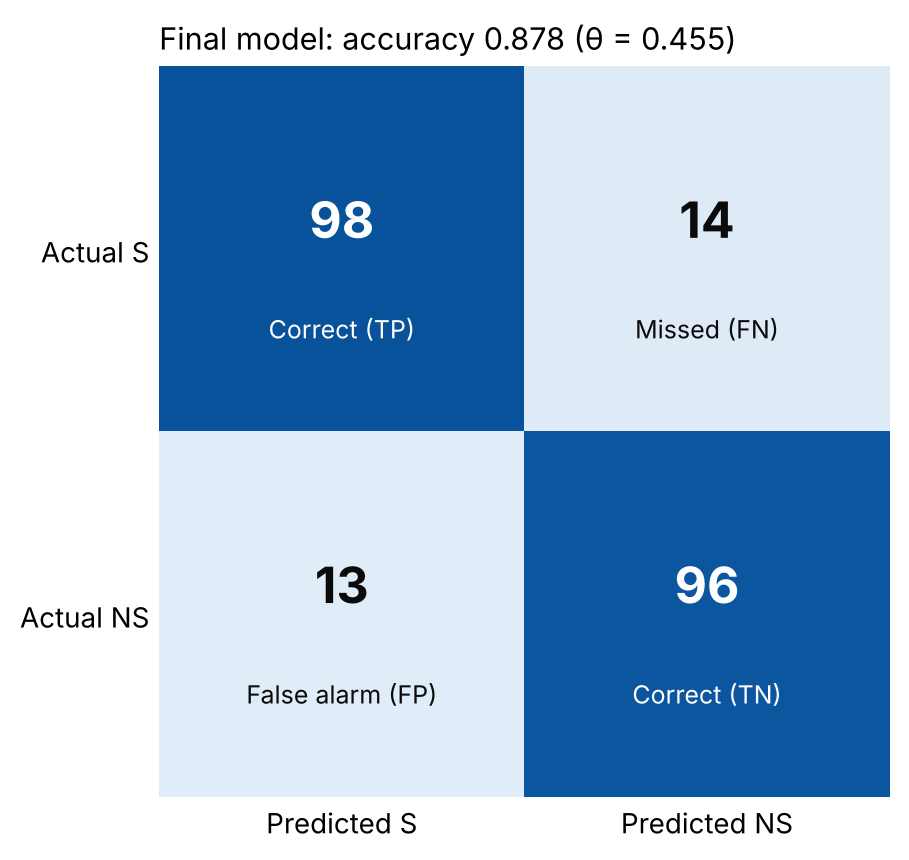 Final model: accuracy 0.878 (θ = 0.455)
98
14
Actual S
Correct (TP)
Missed (FN)
13
96
Actual NS
False alarm (FP)
Correct (TN)
Predicted S
Predicted NS